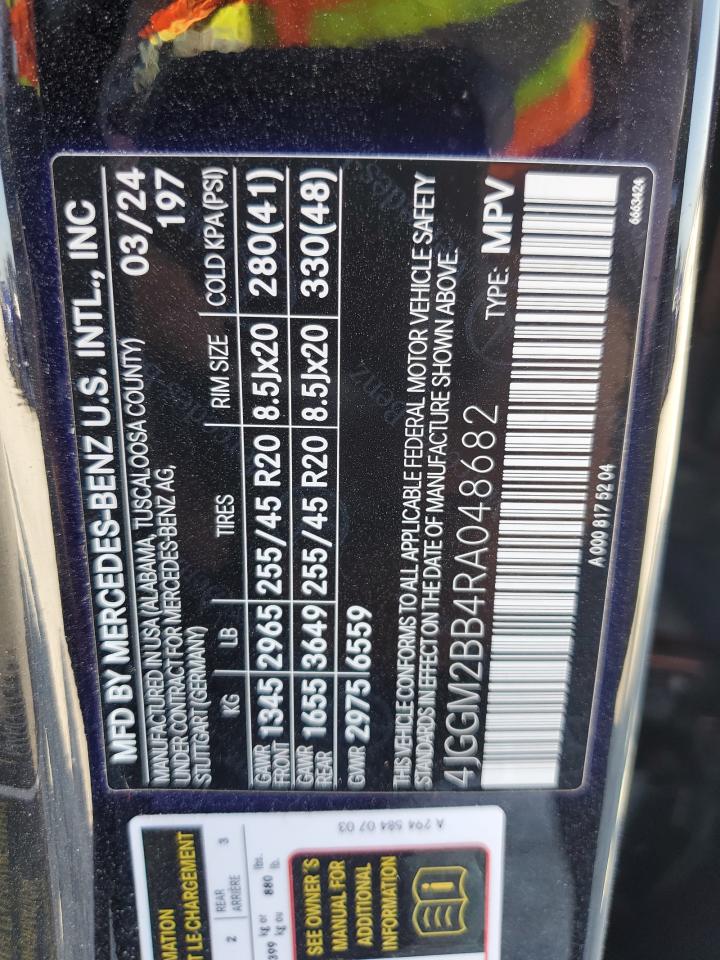 MFD BY MERCEDES-BENZ U.S. INTL., INC
MANUFACTURED IN USA (ALABAMA, TUSCALOOSA COUNTY) 03/24
UNDER CONTRACT FOR MERCEDES-BENZ AG, 197
STUTTGART (GERMANY)
KG LB TIRES RIM SIZE COLD KPA(PSI)
GAWR FRONT 1345 2965 255/45 R20 8.5Jx20 280(41)
GAWR REAR 1655 3649 255/45 R20 8.5Jx20 330(48)
GVWR 2975 6559
THIS VEHICLE CONFORMS TO ALL APPLICABLE FEDERAL MOTOR VEHICLE SAFETY
STANDARDS IN EFFECT ON THE DATE OF MANUFACTURE SHOWN ABOVE.
4JGGM2BB4RA048682 TYPE: MPV
A 000 817 52 04
6663424
A 294 584 07 03
MATION
T LE CHARGEMENT
2 REAR ARRIÈRE 3
399 kg or 880 lbs.
kg ou lb.
SEE OWNER'S
MANUAL FOR
ADDITIONAL
INFORMATION